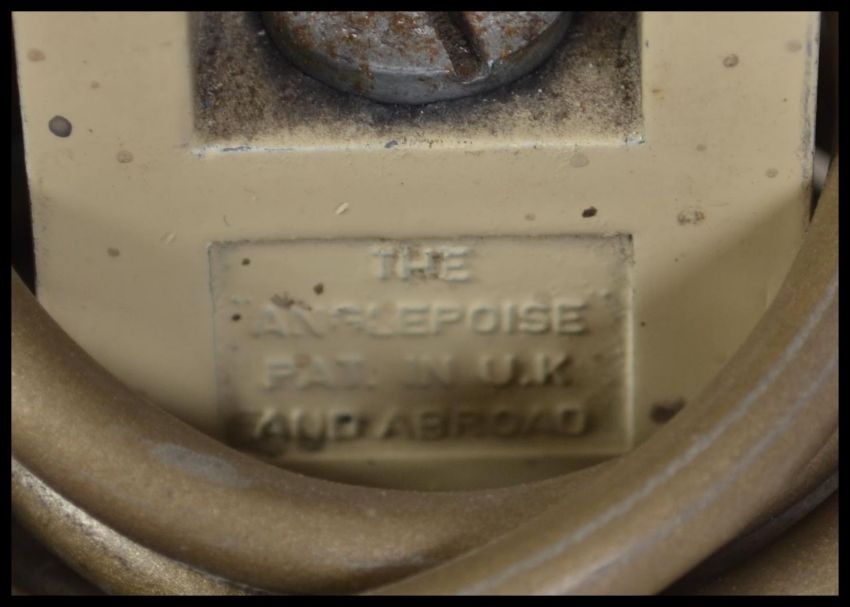 THE
"ANGLEPOISE"
PAT. IN U.K
AND ABROAD